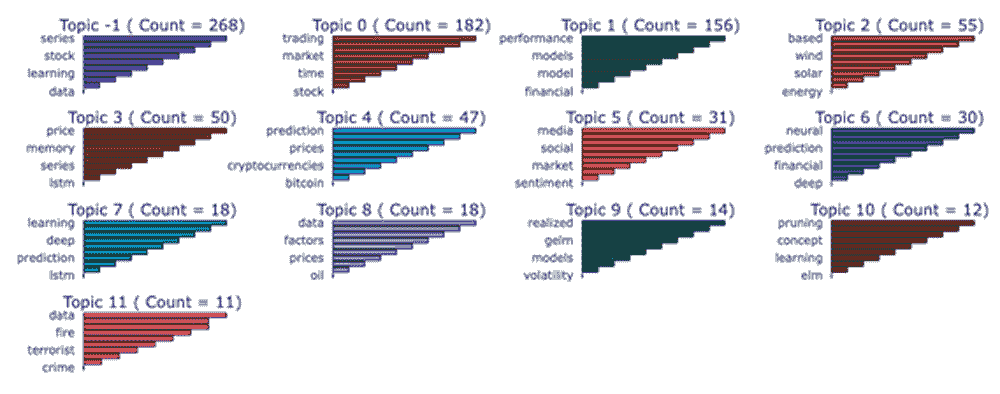 Topic -1 ( Count = 268)
series
stock
learning
data
Topic 0 ( Count = 182)
trading
market
time
stock
Topic 1 ( Count = 156)
performance
models
model
financial
Topic 2 ( Count = 55)
based
wind
solar
energy
Topic 3 ( Count = 50)
price
memory
series
lstm
Topic 4 ( Count = 47)
prediction
prices
cryptocurrencies
bitcoin
Topic 5 ( Count = 31)
media
social
market
sentiment
Topic 6 ( Count = 30)
neural
prediction
financial
deep
Topic 7 ( Count = 18)
learning
deep
prediction
lstm
Topic 8 ( Count = 18)
data
factors
prices
oil
Topic 9 ( Count = 14)
realized
gelm
models
volatility
Topic 10 ( Count = 12)
pruning
concept
learning
elm
Topic 11 ( Count = 11)
data
fire
terrorist
crime